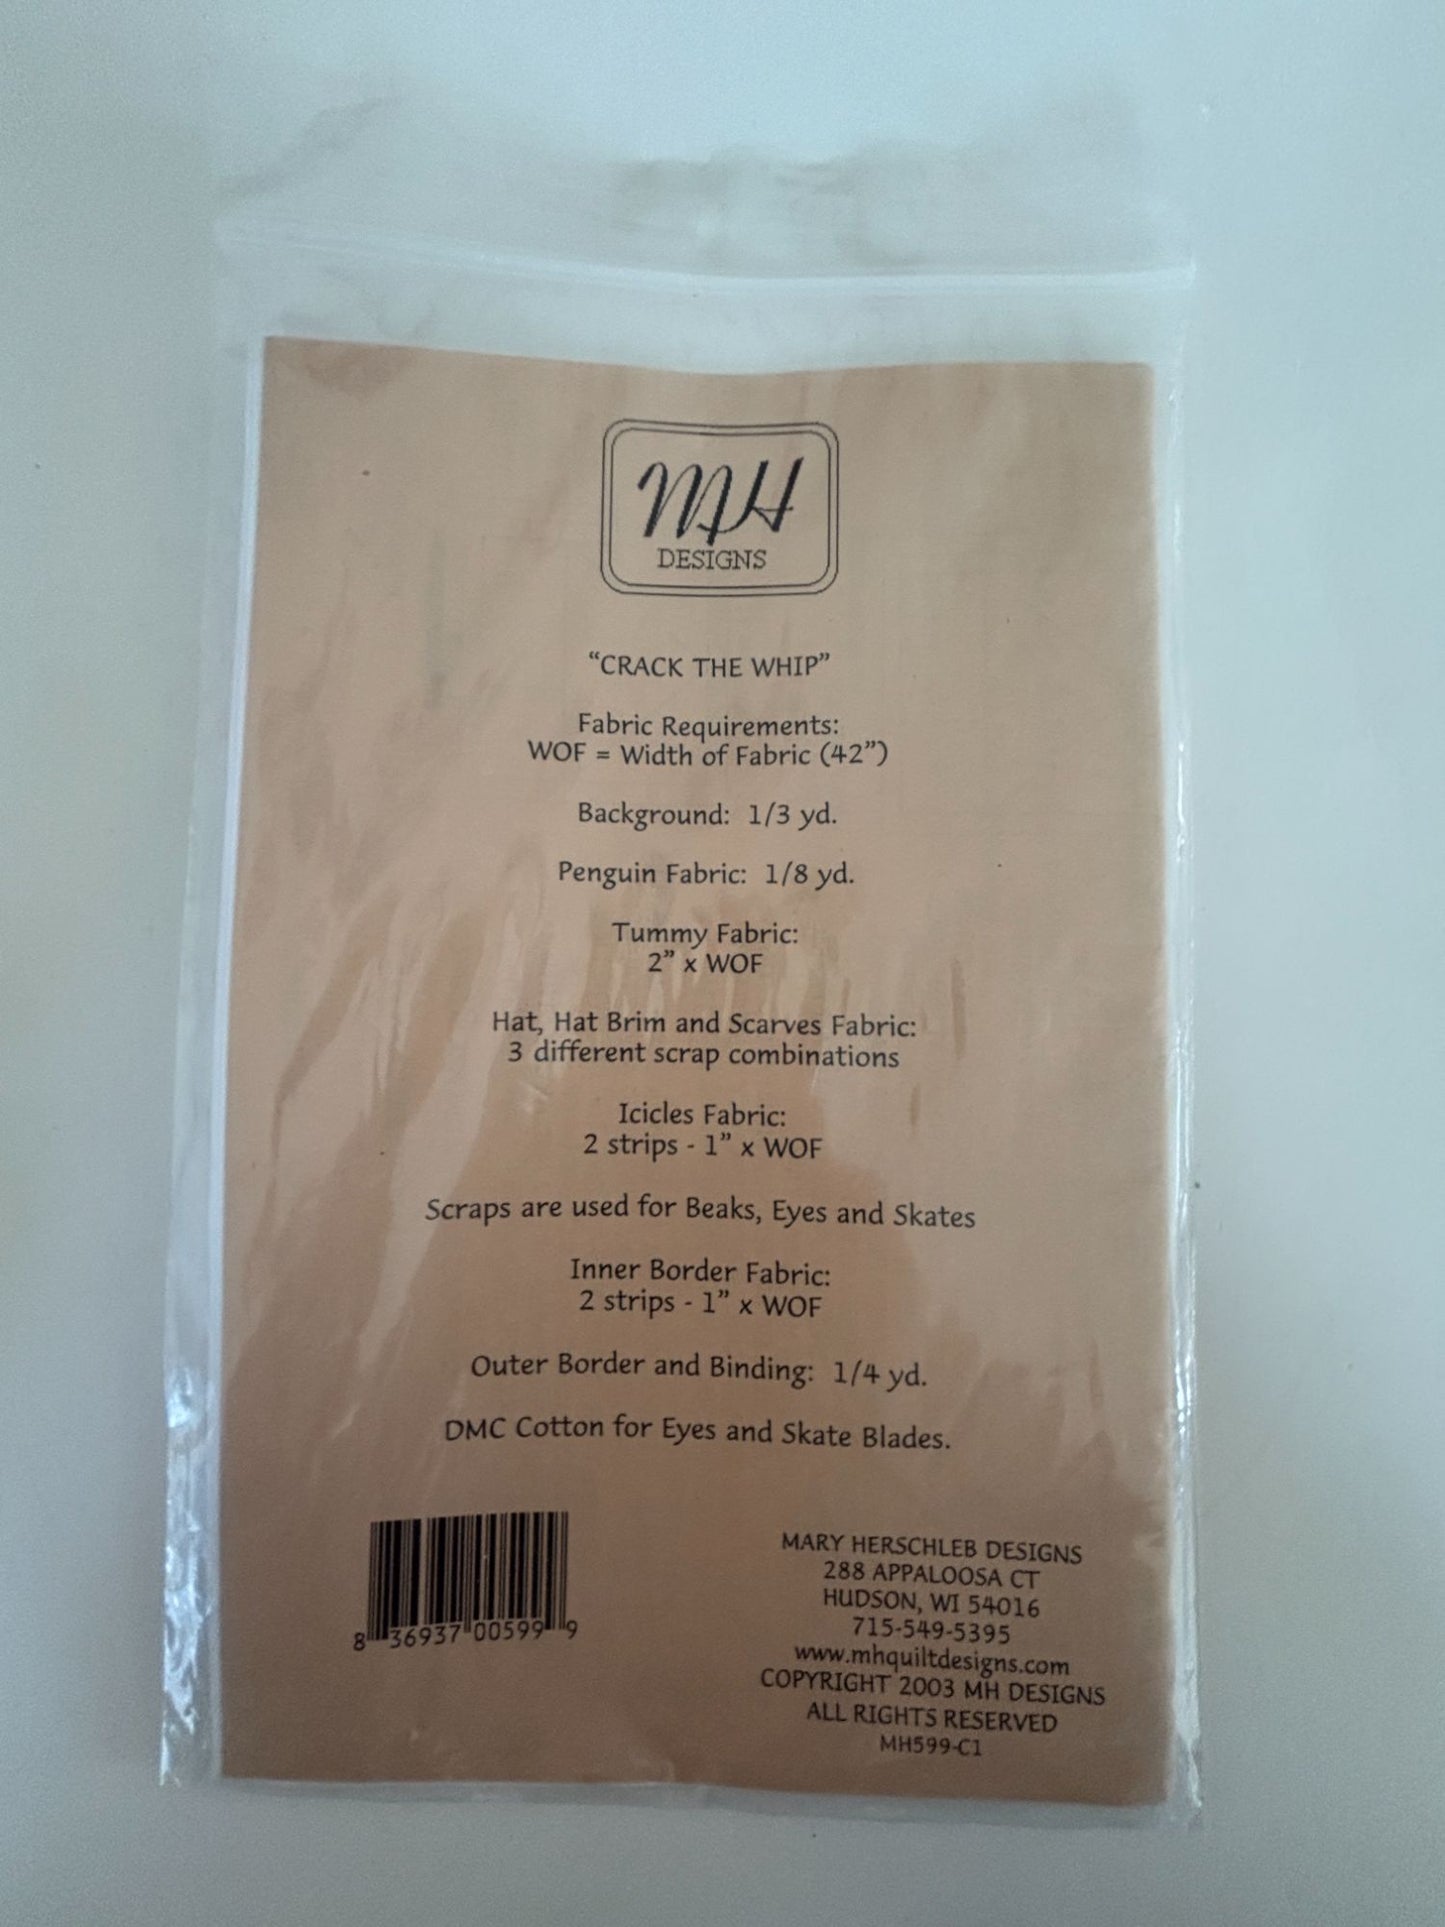 MH
DESIGNS
“CRACK THE WHIP”
Fabric Requirements:
WOF = Width of Fabric (42”)
Background: 1/3 yd.
Penguin Fabric: 1/8 yd.
Tummy Fabric:
2” x WOF
Hat, Hat Brim and Scarves Fabric:
3 different scrap combinations
Icicles Fabric:
2 strips - 1” x WOF
Scraps are used for Beaks, Eyes and Skates
Inner Border Fabric:
2 strips - 1” x WOF
Outer Border and Binding: 1/4 yd.
DMC Cotton for Eyes and Skate Blades.
8 36937 00599 9
MARY HERSCHLEB DESIGNS
288 APPALOOSA CT
HUDSON, WI 54016
715-549-5395
www.mhquiltdesigns.com
COPYRIGHT 2003 MH DESIGNS
ALL RIGHTS RESERVED
MH599-C1